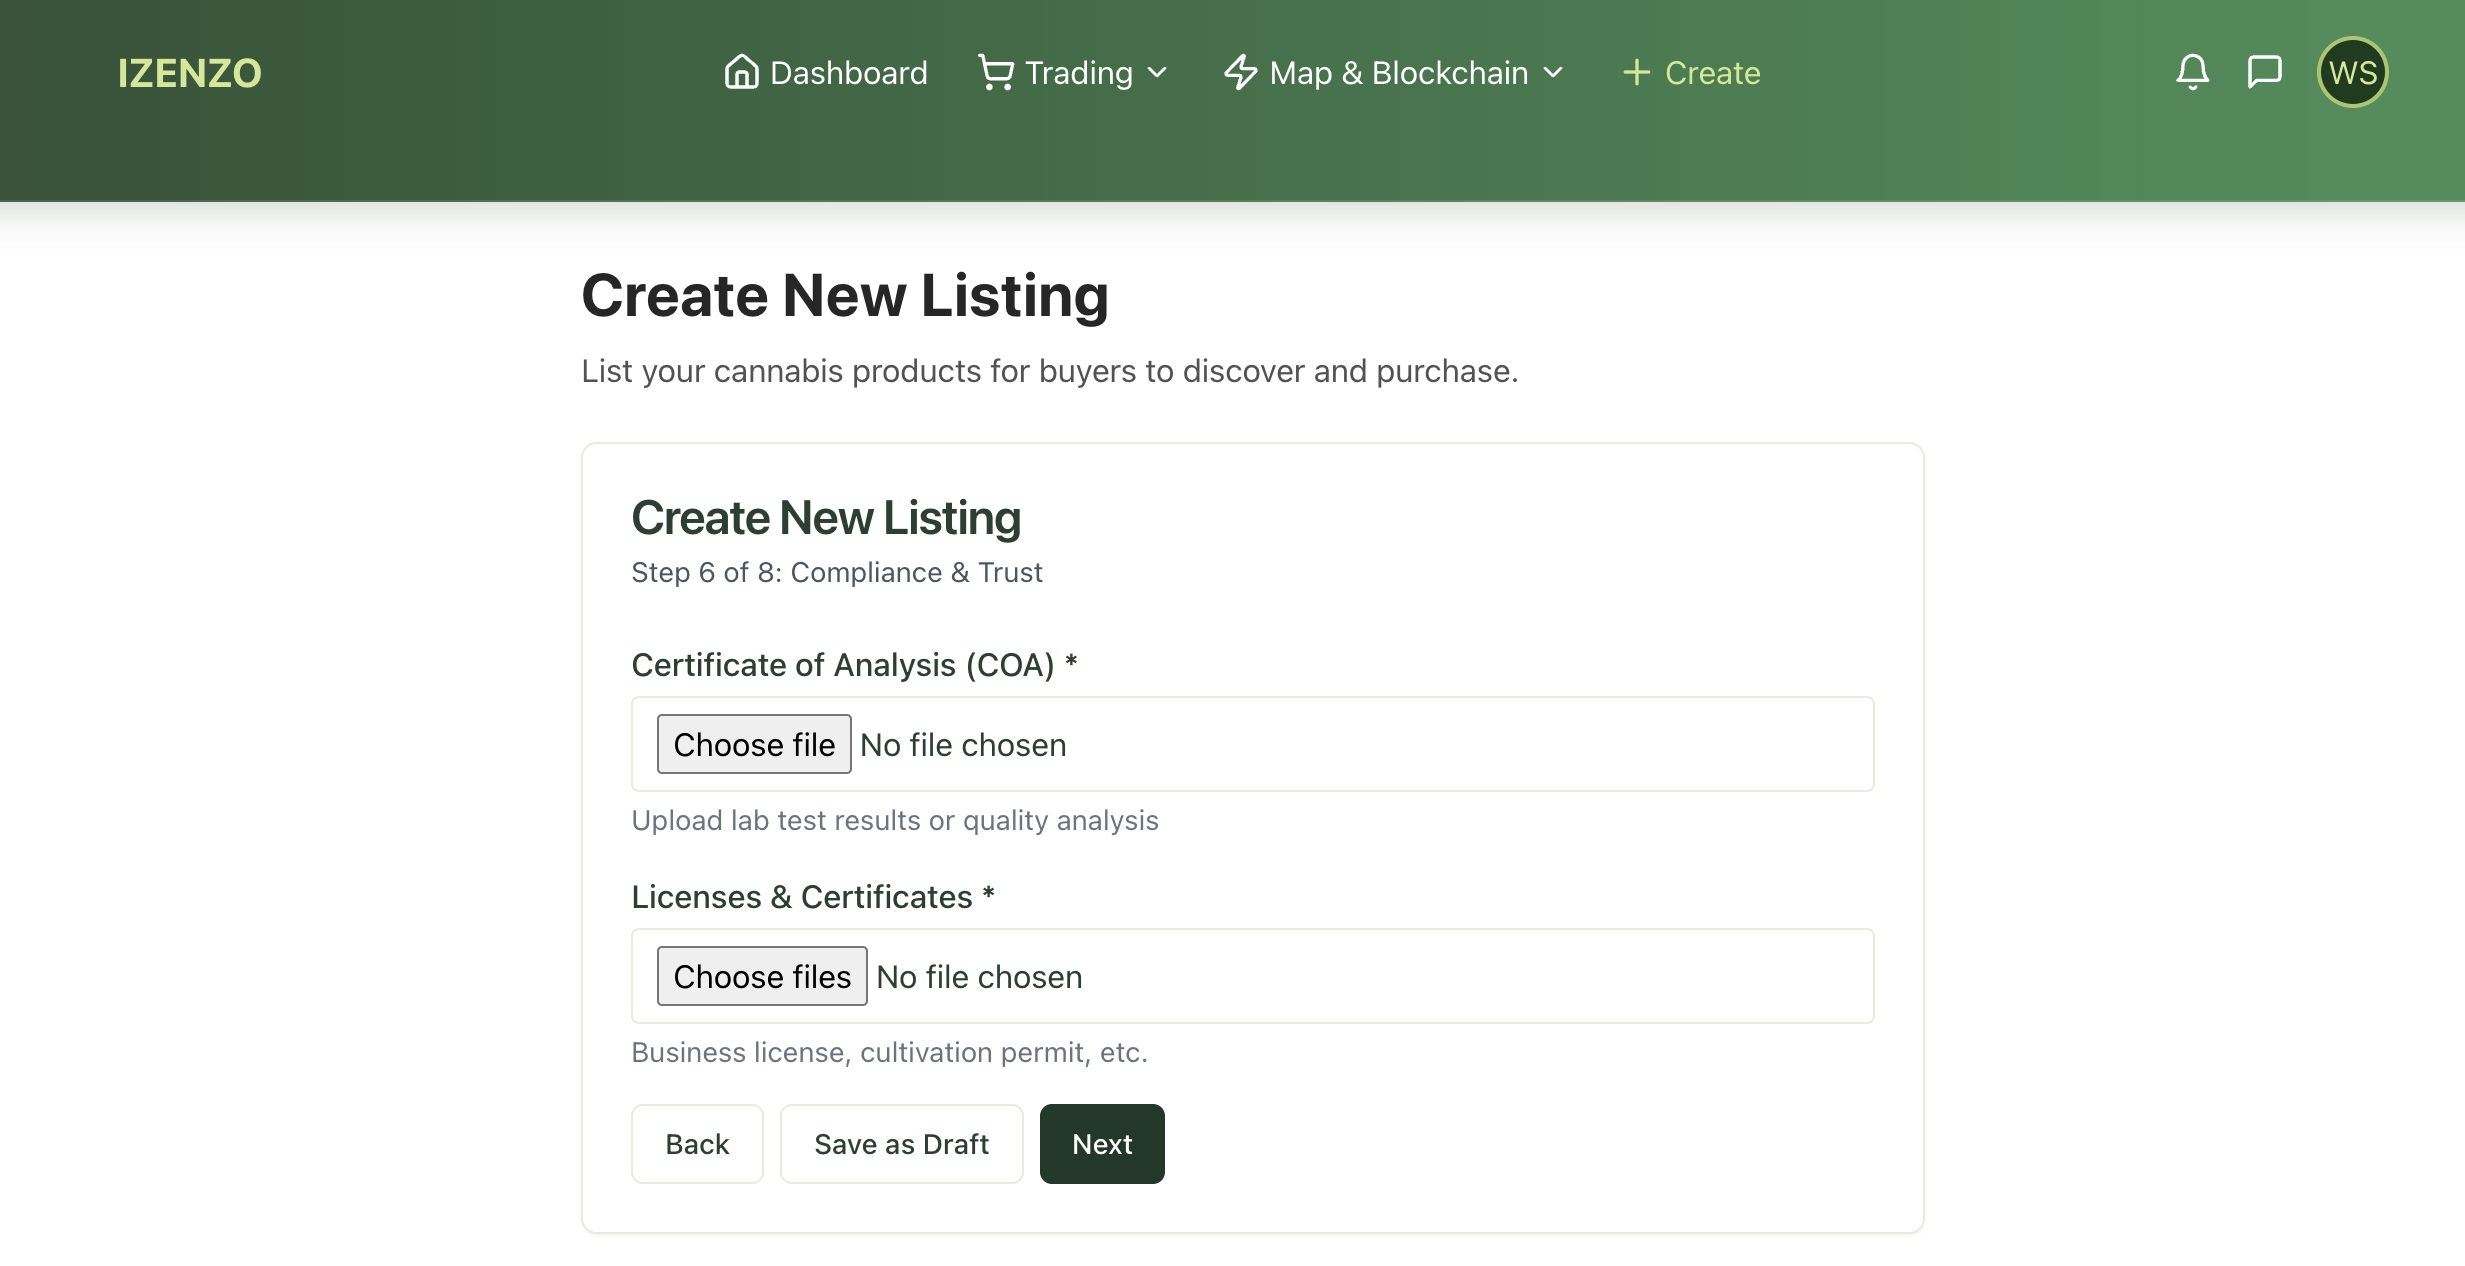 IZENZO
Dashboard
Trading
Map & Blockchain
+ Create
WS
Create New Listing
List your cannabis products for buyers to discover and purchase.
Create New Listing
Step 6 of 8: Compliance & Trust
Certificate of Analysis (COA) *
Choose file No file chosen
Upload lab test results or quality analysis
Licenses & Certificates *
Choose files No file chosen
Business license, cultivation permit, etc.
Back
Save as Draft
Next